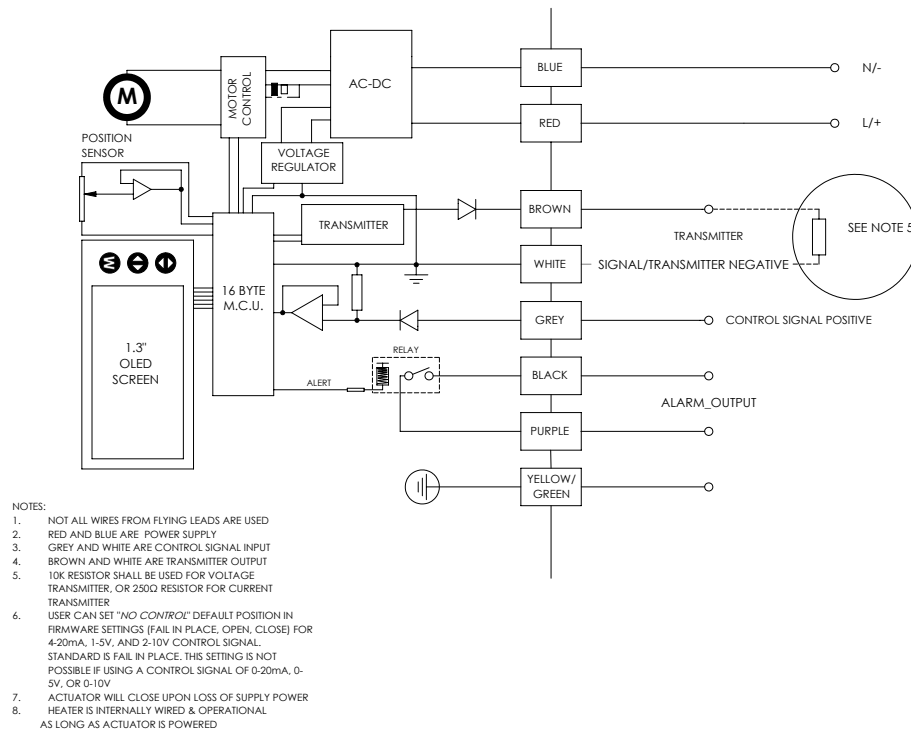 BLUE
N/-
AC-DC
MOTOR
CONTROL
M
RED
L/+
POSITION
SENSOR
VOLTAGE
REGULATOR
BROWN
TRANSMITTER
TRANSMITTER
SEE NOTE 5
WHITE
SIGNAL/TRANSMITTER NEGATIVE
M
16 BYTE
M.C.U.
GREY
CONTROL SIGNAL POSITIVE
1.3"
OLED
SCREEN
RELAY
BLACK
ALERT
ALARM_OUTPUT
PURPLE
YELLOW/
GREEN
NOTES:
1. NOT ALL WIRES FROM FLYING LEADS ARE USED
2. RED AND BLUE ARE POWER SUPPLY
3. GREY AND WHITE ARE CONTROL SIGNAL INPUT
4. BROWN AND WHITE ARE TRANSMITTER OUTPUT
5. 10K RESISTOR SHALL BE USED FOR VOLTAGE
TRANSMITTER, OR 250Ω RESISTOR FOR CURRENT
TRANSMITTER
6. USER CAN SET "NO CONTROL" DEFAULT POSITION IN
FIRMWARE SETTINGS (FAIL IN PLACE, OPEN, CLOSE) FOR
4-20mA, 1-5V, AND 2-10V CONTROL SIGNAL.
STANDARD IS FAIL IN PLACE. THIS SETTING IS NOT
POSSIBLE IF USING A CONTROL SIGNAL OF 0-20mA, 0-
5V, OR 0-10V
7. ACTUATOR WILL CLOSE UPON LOSS OF SUPPLY POWER
8. HEATER IS INTERNALLY WIRED & OPERATIONAL
AS LONG AS ACTUATOR IS POWERED